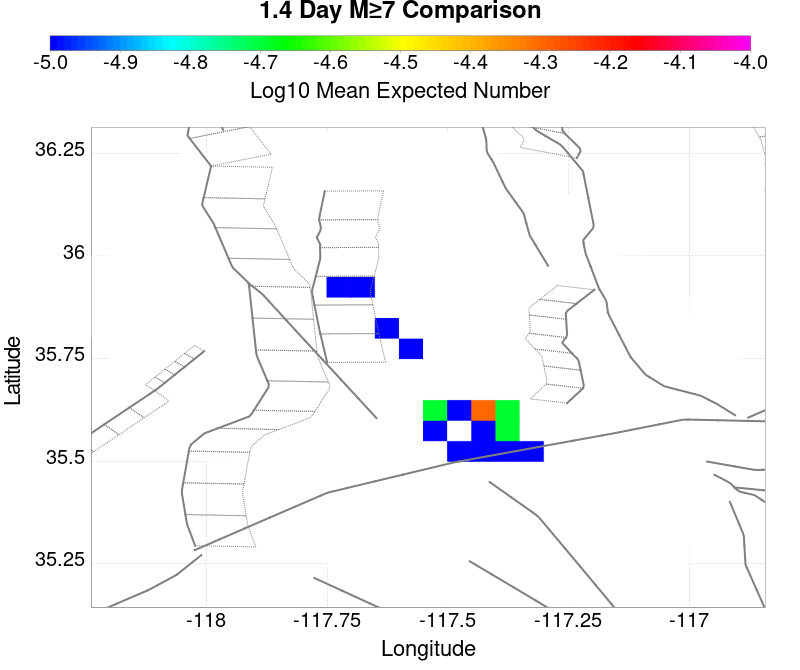 1.4 Day M≥7 Comparison
-5.0 -4.9 -4.8 -4.7 -4.6 -4.5 -4.4 -4.3 -4.2 -4.1 -4.0
Log10 Mean Expected Number
36.25
36
35.75
35.5
35.25
Latitude
-118 -117.75 -117.5 -117.25 -117
Longitude